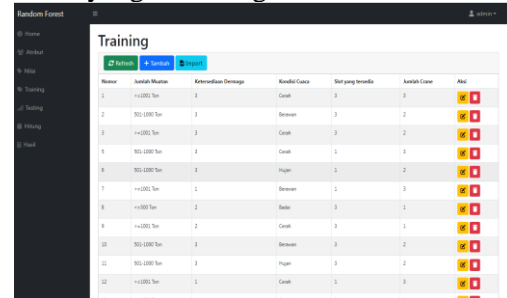 Random Forest
admin
Home
Atribut
Nilai
Training
Testing
Hitung
Hasil
Training
Refresh + Tambah Import
Nomor Jumlah Muatan Ketersediaan Dermaga Kondisi Cuaca Slot yang tersedia Jumlah Crane Aksi
1 >=1001 Ton 3 Cerah 3 3
2 501-1000 Ton 3 Berawan 3 2
3 >=1001 Ton 3 Cerah 3 2
5 501-1000 Ton 3 Cerah 1 3
6 501-1000 Ton 3 Hujan 1 2
7 >=1001 Ton 1 Berawan 1 3
8 <=500 Ton 2 Badai 3 1
9 >=1001 Ton 2 Cerah 3 1
10 501-1000 Ton 3 Berawan 3 2
11 501-1000 Ton 3 Hujan 3 2
12 >=1001 Ton 1 Cerah 1 3